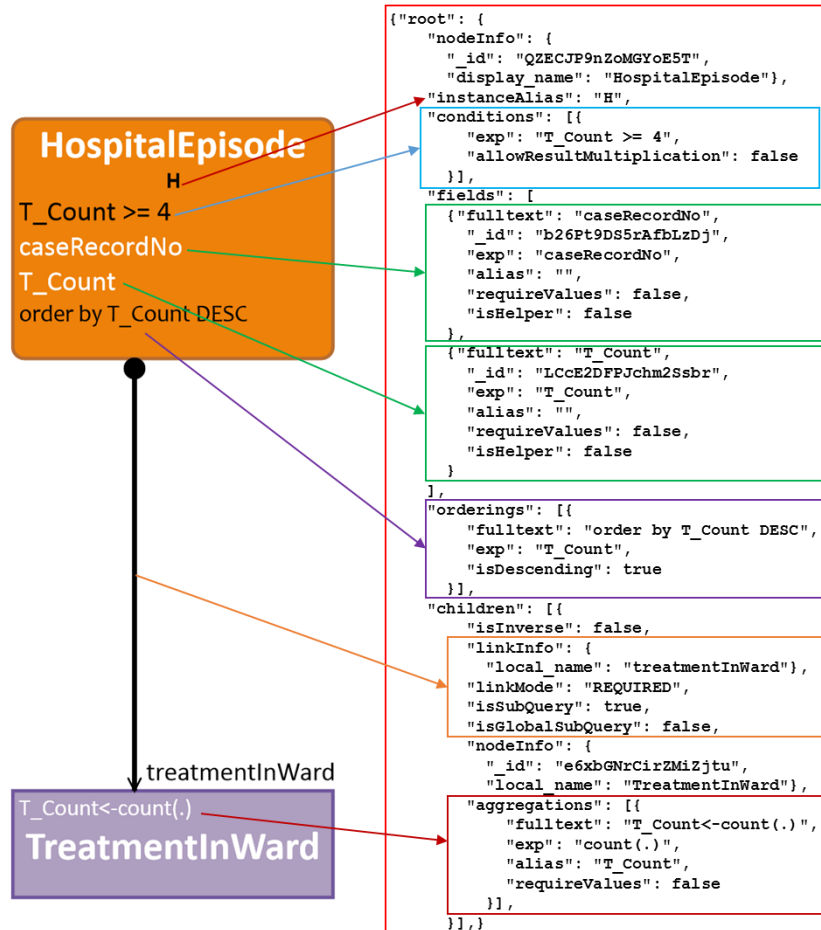 HospitalEpisode
H
T_Count >= 4
caseRecordNo
T_Count
order by T_Count DESC
treatmentInWard
T_Count<-count(.)
TreatmentInWard
{"root": {
"nodeInfo": {
"_id": "QZECJP9nZoMGYoE5T",
"display_name": "HospitalEpisode"},
"instanceAlias": "H",
"conditions": [{
"exp": "T_Count >= 4",
"allowResultMultiplication": false
}],
"fields": [
{"fulltext": "caseRecordNo",
"_id": "b26Pt9DS5rAfbLzDj",
"exp": "caseRecordNo",
"alias": "",
"requireValues": false,
"isHelper": false
},
{"fulltext": "T_Count",
"_id": "LCcE2DFPJchm2Ssbr",
"exp": "T_Count",
"alias": "",
"requireValues": false,
"isHelper": false
}
],
"orderings": [{
"fulltext": "order by T_Count DESC",
"exp": "T_Count",
"isDescending": true
}],
"children": [{
"isInverse": false,
"linkInfo": {
"local_name": "treatmentInWard"},
"linkMode": "REQUIRED",
"isSubQuery": true,
"isGlobalSubQuery": false,
"nodeInfo": {
"_id": "e6xbGNrCirZMiZjtu",
"local_name": "TreatmentInWard"},
"aggregations": [{
"fulltext": "T_Count<-count(.)",
"exp": "count(.)",
"alias": "T_Count",
"requireValues": false
}],
}],}